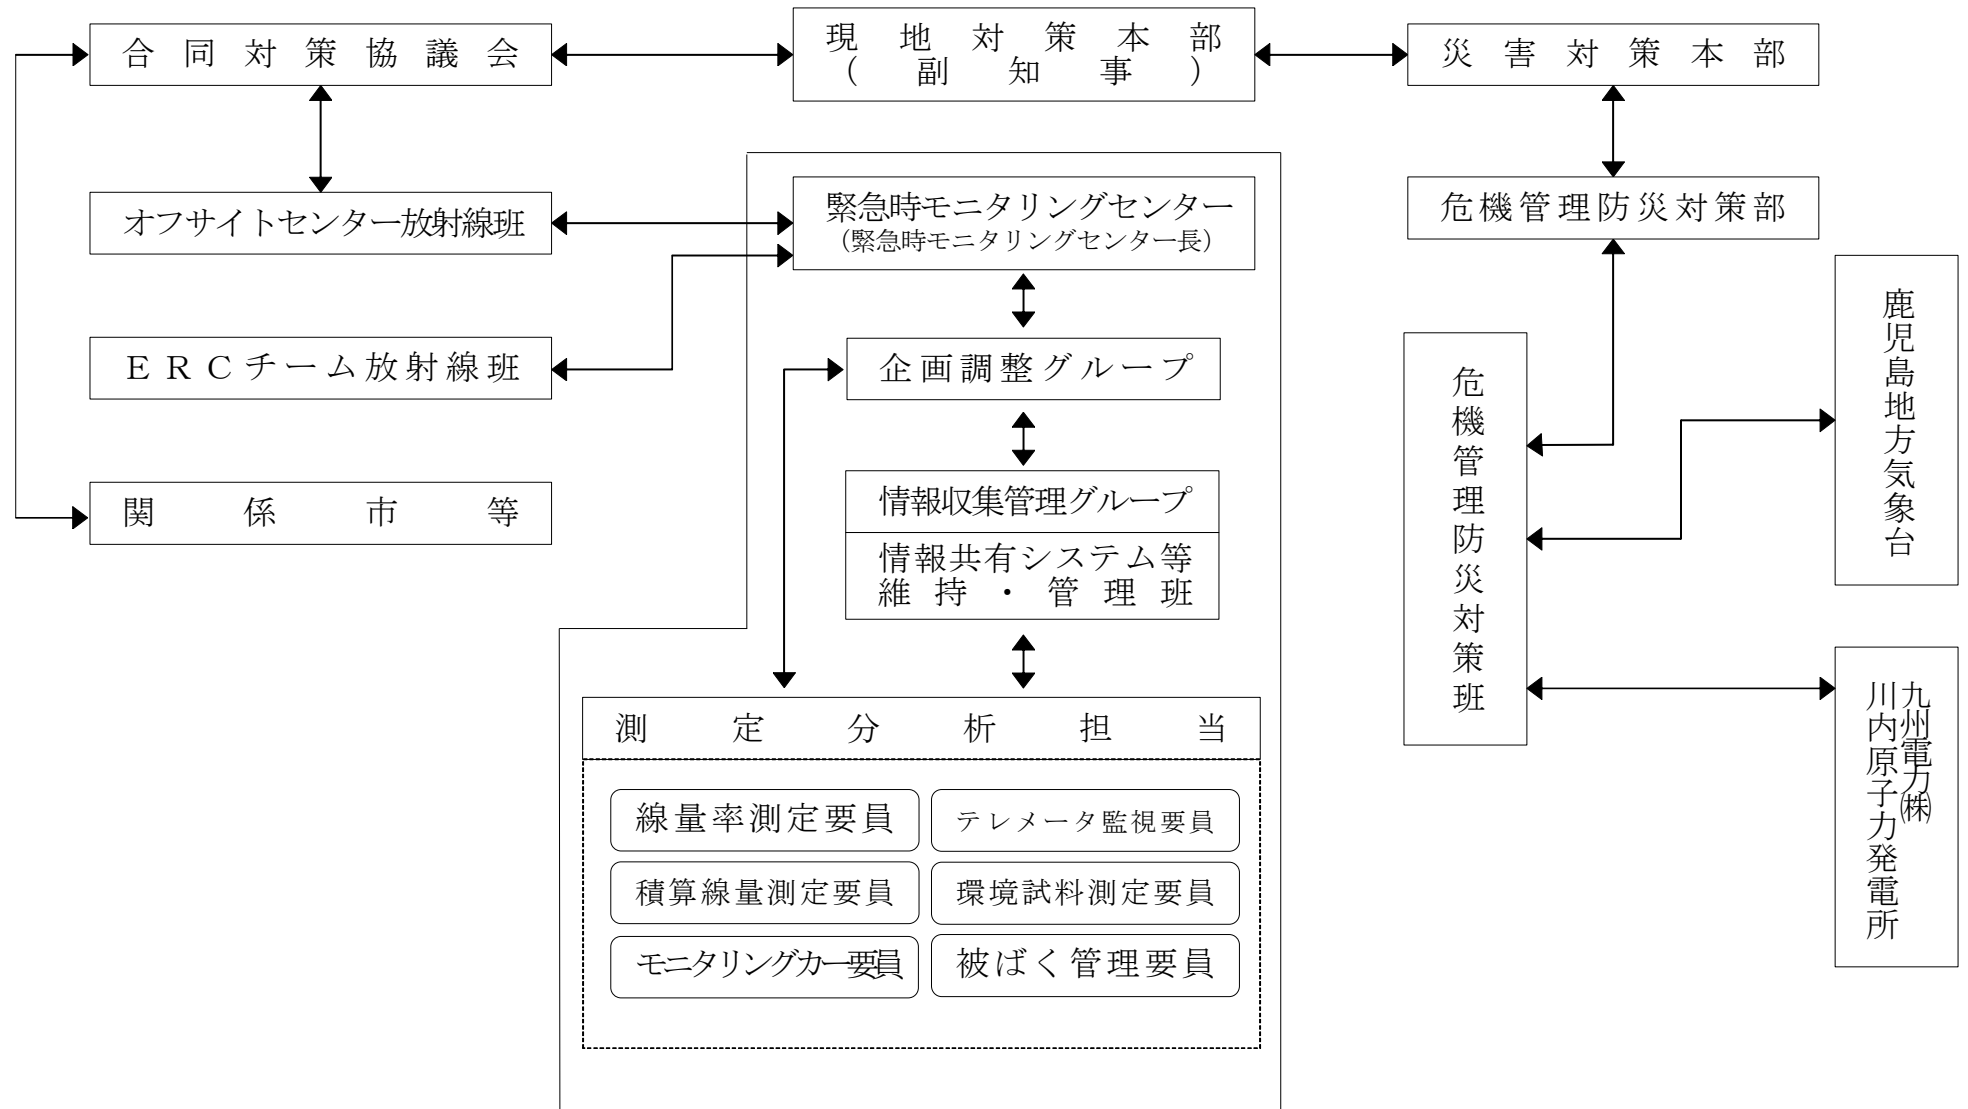 合同対策協議会
現地対策本部
（副知事）
災害対策本部
オフサイトセンター放射線班
緊急時モニタリングセンター
（緊急時モニタリングセンター長）
危機管理防災対策部
ＥＲＣチーム放射線班
企画調整グループ
関係市等
情報収集管理グループ
情報共有システム等
維持・管理班
測定分析担当
線量率測定要員
テレメータ監視要員
積算線量測定要員
環境試料測定要員
モニタリングカー要員
被ばく管理要員
危機管理防災対策班
鹿児島地方気象台
九州電力㈱
川内原子力発電所